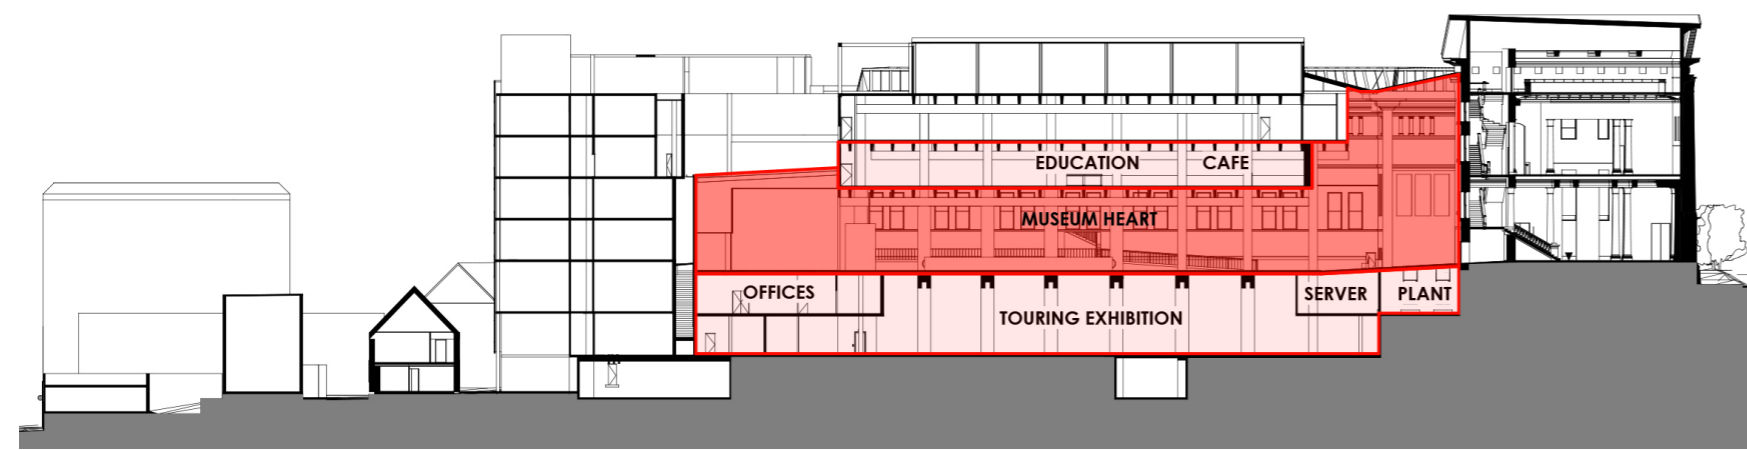 EDUCATION CAFE
MUSEUM HEART
OFFICES
SERVER
PLANT
TOURING EXHIBITION